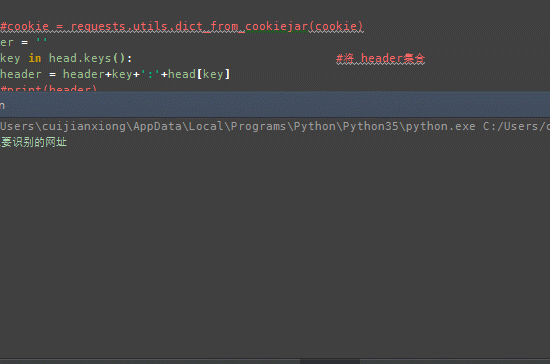 #cookie = requests.utils.dict_from_cookiejar(cookie)
er = ''
key in head.keys(): #将 header集合
header = header+key+':'+head[key]
#print(header)
n
Users\cuijianxiong\AppData\Local\Programs\Python\Python35\python.exe C:/Users/c
要识别的网址